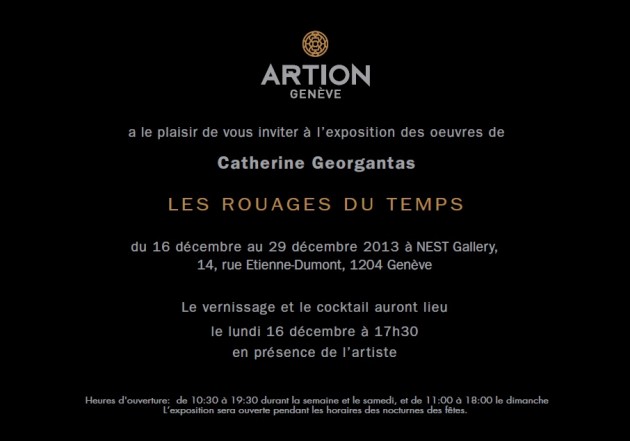 ARTION
GENÈVE
a le plaisir de vous inviter à l'exposition des oeuvres de
Catherine Georgantas
LES ROUAGES DU TEMPS
du 16 décembre au 29 décembre 2013 à NEST Gallery,
14, rue Etienne-Dumont, 1204 Genève
Le vernissage et le cocktail auront lieu
le lundi 16 décembre à 17h30
en présence de l'artiste
Heures d'ouverture:  de 10:30 à 19:30 durant la semaine et le samedi, et de 11:00 à 18:00 le dimanche
L'exposition sera ouverte pendant les horaires des nocturnes des fêtes.